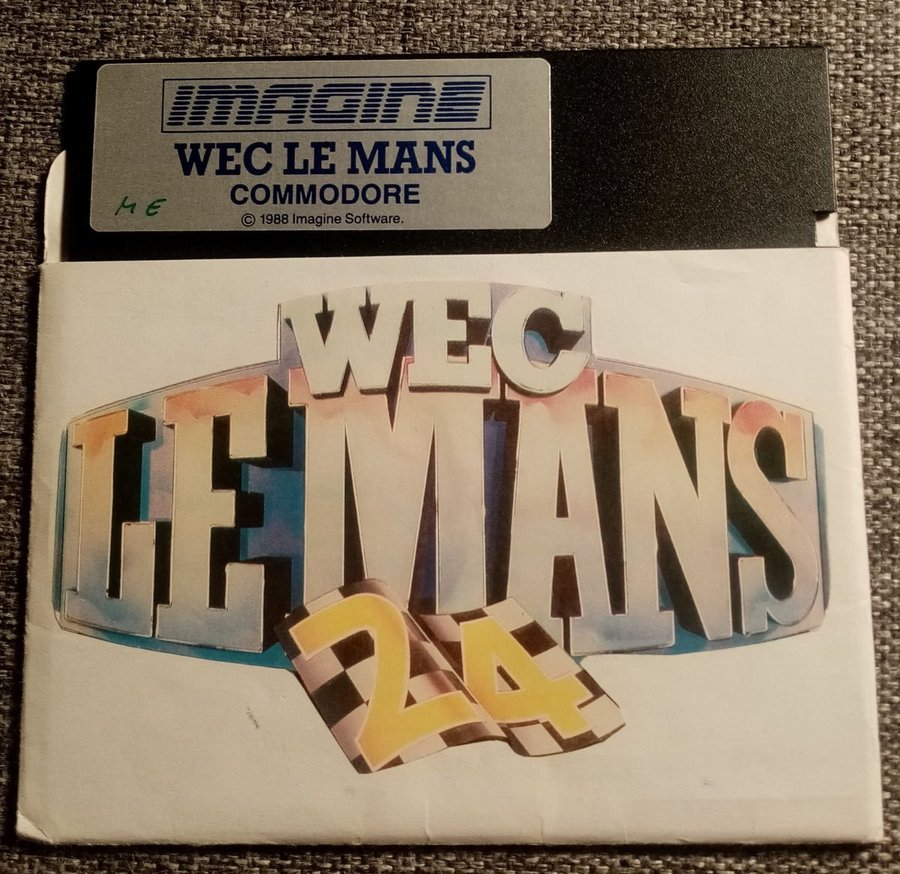 IMAGINE
WEC LE MANS
COMMODORE
ME
© 1988 Imagine Software.
WEC
LE MANS
24